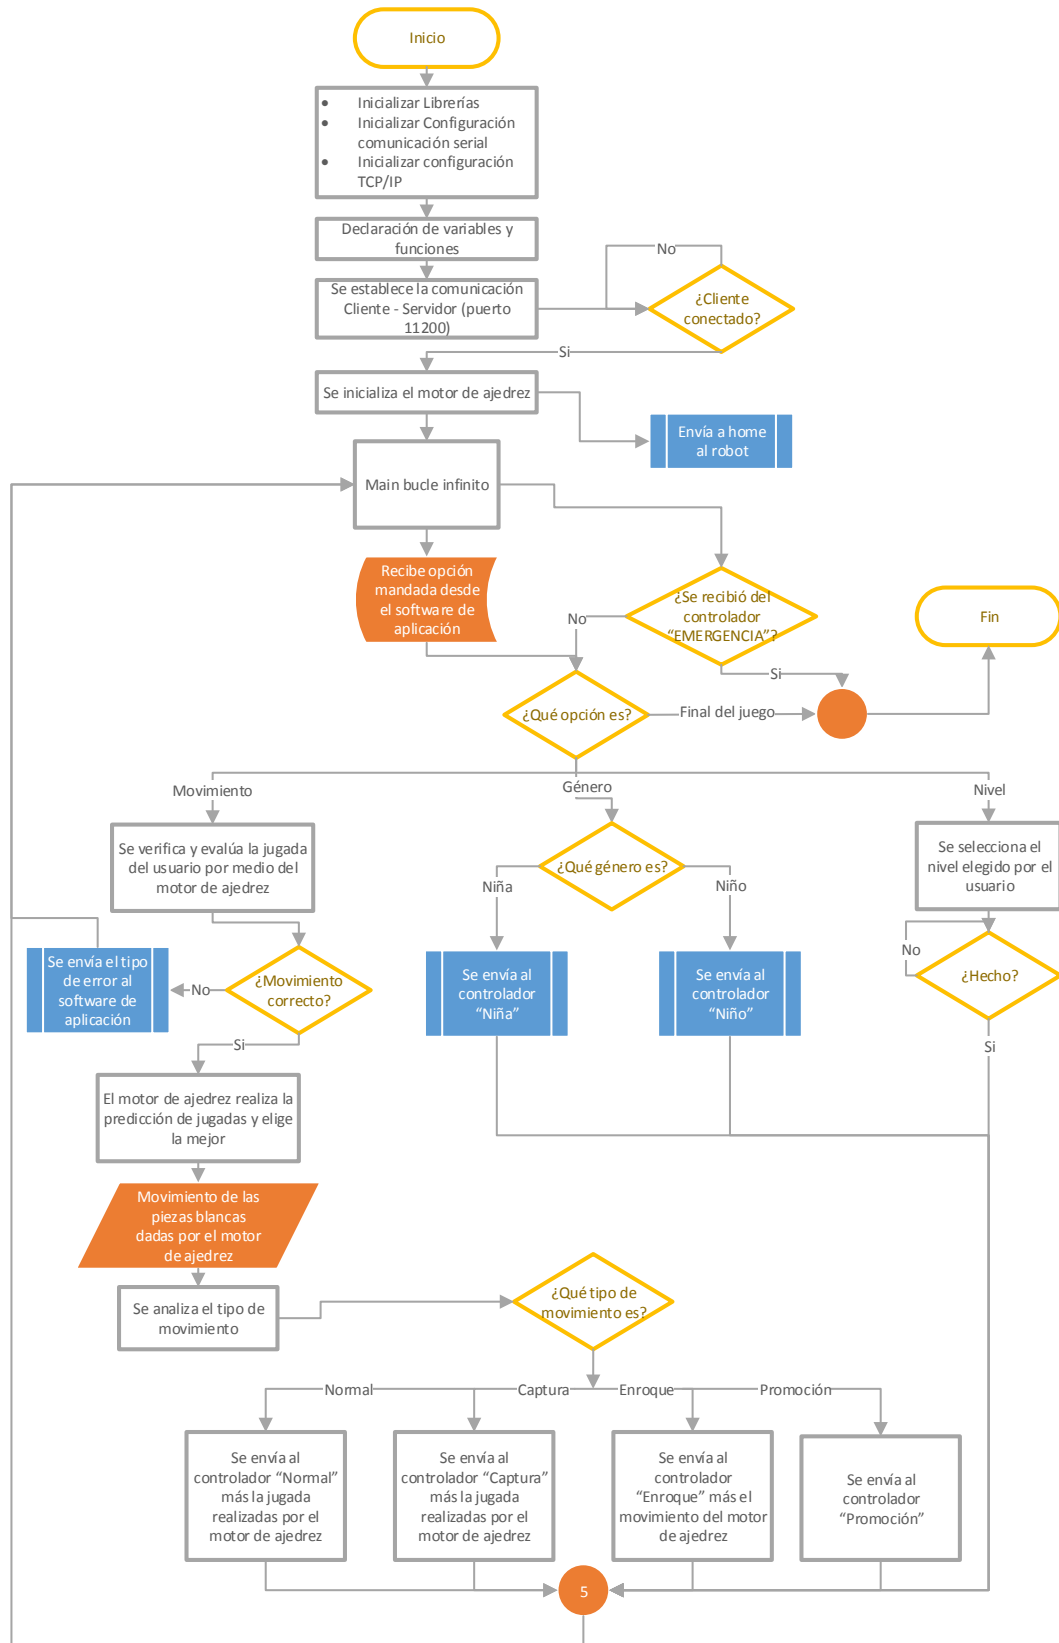 Inicio
• Inicializar Librerías
• Inicializar Configuración
comunicación serial
• Inicializar configuración
TCP/IP
Declaración de variables y
funciones
Se establece la comunicación
Cliente - Servidor (puerto
11200)
No
¿Cliente
conectado?
Si
Se inicializa el motor de ajedrez
Envía a home
al robot
Main bucle infinito
Recibe opción
mandada desde
el software de
aplicación
No
¿Se recibió del
controlador
“EMERGENCIA”?
Si
Fin
¿Qué opción es?
Final del juego
Movimiento
Género
Nivel
Se verifica y evalúa la jugada
del usuario por medio del
motor de ajedrez
¿Qué género es?
Niña
Niño
Se selecciona el
nivel elegido por el
usuario
Se envía el tipo
de error al
software de
aplicación
No
¿Movimiento
correcto?
Si
Se envía al
controlador
“Niña”
Se envía al
controlador
“Niño”
No
¿Hecho?
Si
El motor de ajedrez realiza la
predicción de jugadas y elige
la mejor
Movimiento de las
piezas blancas
dadas por el motor
de ajedrez
Se analiza el tipo de
movimiento
¿Qué tipo de
movimiento es?
Normal
Captura
Enroque
Promoción
Se envía al
controlador “Normal”
más la jugada
realizadas por el
motor de ajedrez
Se envía al
controlador “Captura”
más la jugada
realizadas por el
motor de ajedrez
Se envía al
controlador
“Enroque” más el
movimiento del motor
de ajedrez
Se envía al
controlador
“Promoción”
5